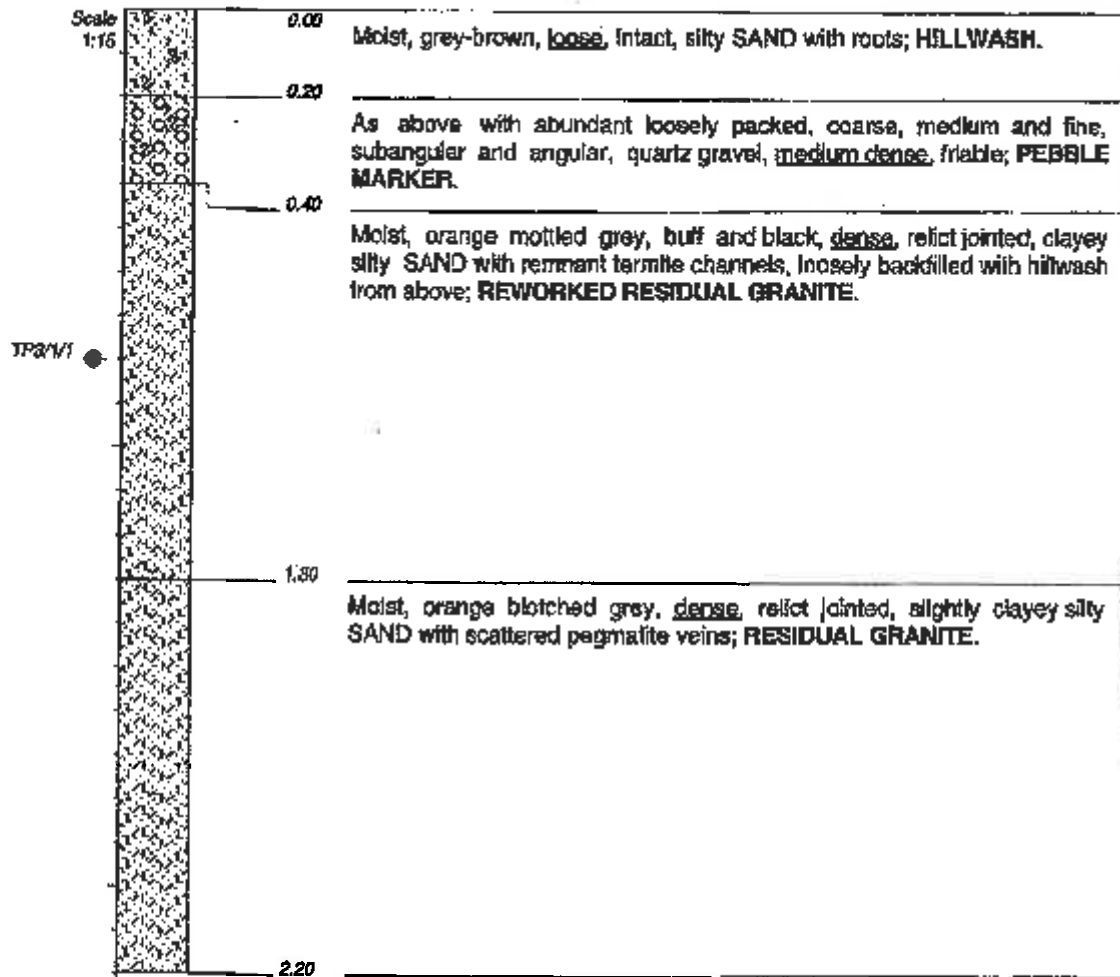 Scale
1:15
0.00
Moist, grey-brown, loose, intact, silty SAND with roots; HILLWASH.
0.20
As above with abundant loosely packed, coarse, medium and fine,
subangular and angular, quartz gravel, medium dense, friable; PEBBLE
MARKER.
0.40
Moist, orange mottled grey, buff and black, dense, relict jointed, clayey
silty SAND with remnant termite channels, loosely backfilled with hillwash
from above; REWORKED RESIDUAL GRANITE.
1.30
Moist, orange blotched grey, dense, relict jointed, slightly clayey silty
SAND with scattered pegmatite veins; RESIDUAL GRANITE.
2.20